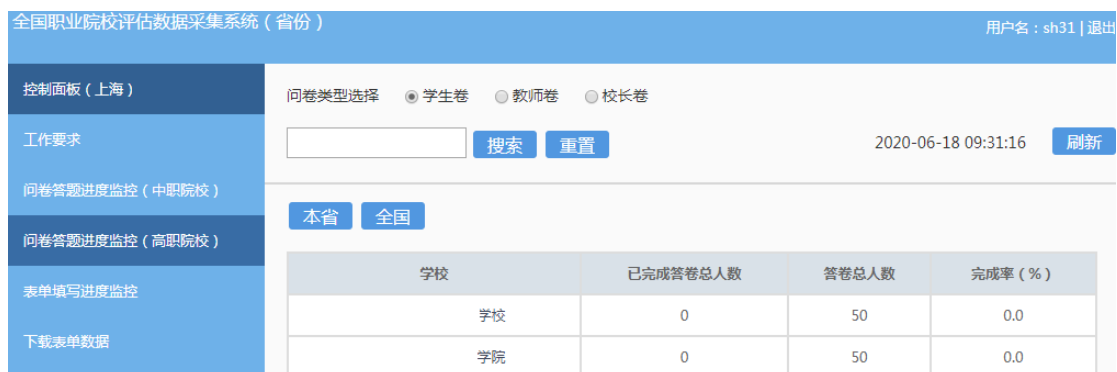 全国职业院校评估数据采集系统（省份）
用户名：sh31 | 退出
控制面板（上海）
工作要求
问卷答题进度监控（中职院校）
问卷答题进度监控（高职院校）
表单填写进度监控
下载表单数据
问卷类型选择 学生卷 教师卷 校长卷
搜索 重置 2020-06-18 09:31:16 刷新
本省 全国
学校 已完成答卷总人数 答卷总人数 完成率（%）
学校 0 50 0.0
学院 0 50 0.0